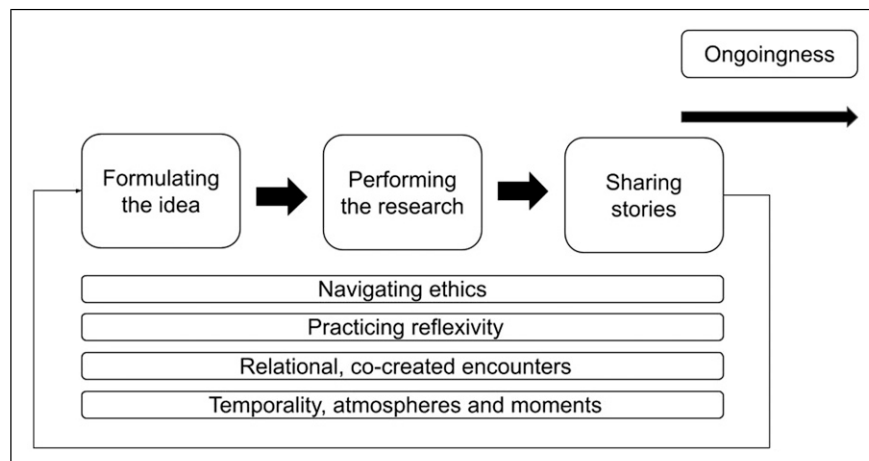 Ongoingness
Formulating
the idea
Performing
the research
Sharing
stories
Navigating ethics
Practicing reflexivity
Relational, co-created encounters
Temporality, atmospheres and moments